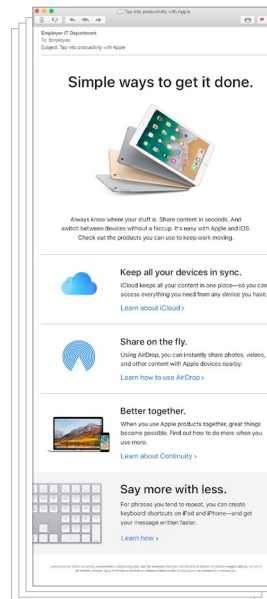 Tap into productivity with Apple
Employer IT Department
To: Employee
Subject: Tap into productivity with Apple
Simple ways to get it done.
Always know where your stuff is. Share content in seconds. And
switch between devices without a hiccup. It's easy with Apple and iOS.
Check out the products you can use to keep work moving.
Keep all your devices in sync.
iCloud keeps all your content in one place—so you can
access everything you need from any device you have.
Learn about iCloud >
Share on the fly.
Using AirDrop, you can instantly share photos, videos,
and other content with Apple devices nearby.
Learn how to use AirDrop >
Better together.
When you use Apple products together, great things
become possible. Find out how to do more when you
use more.
Learn about Continuity >
Say more with less.
For phrases you tend to repeat, you can create
keyboard shortcuts on iPad and iPhone—and get
your message written faster.
Learn how >